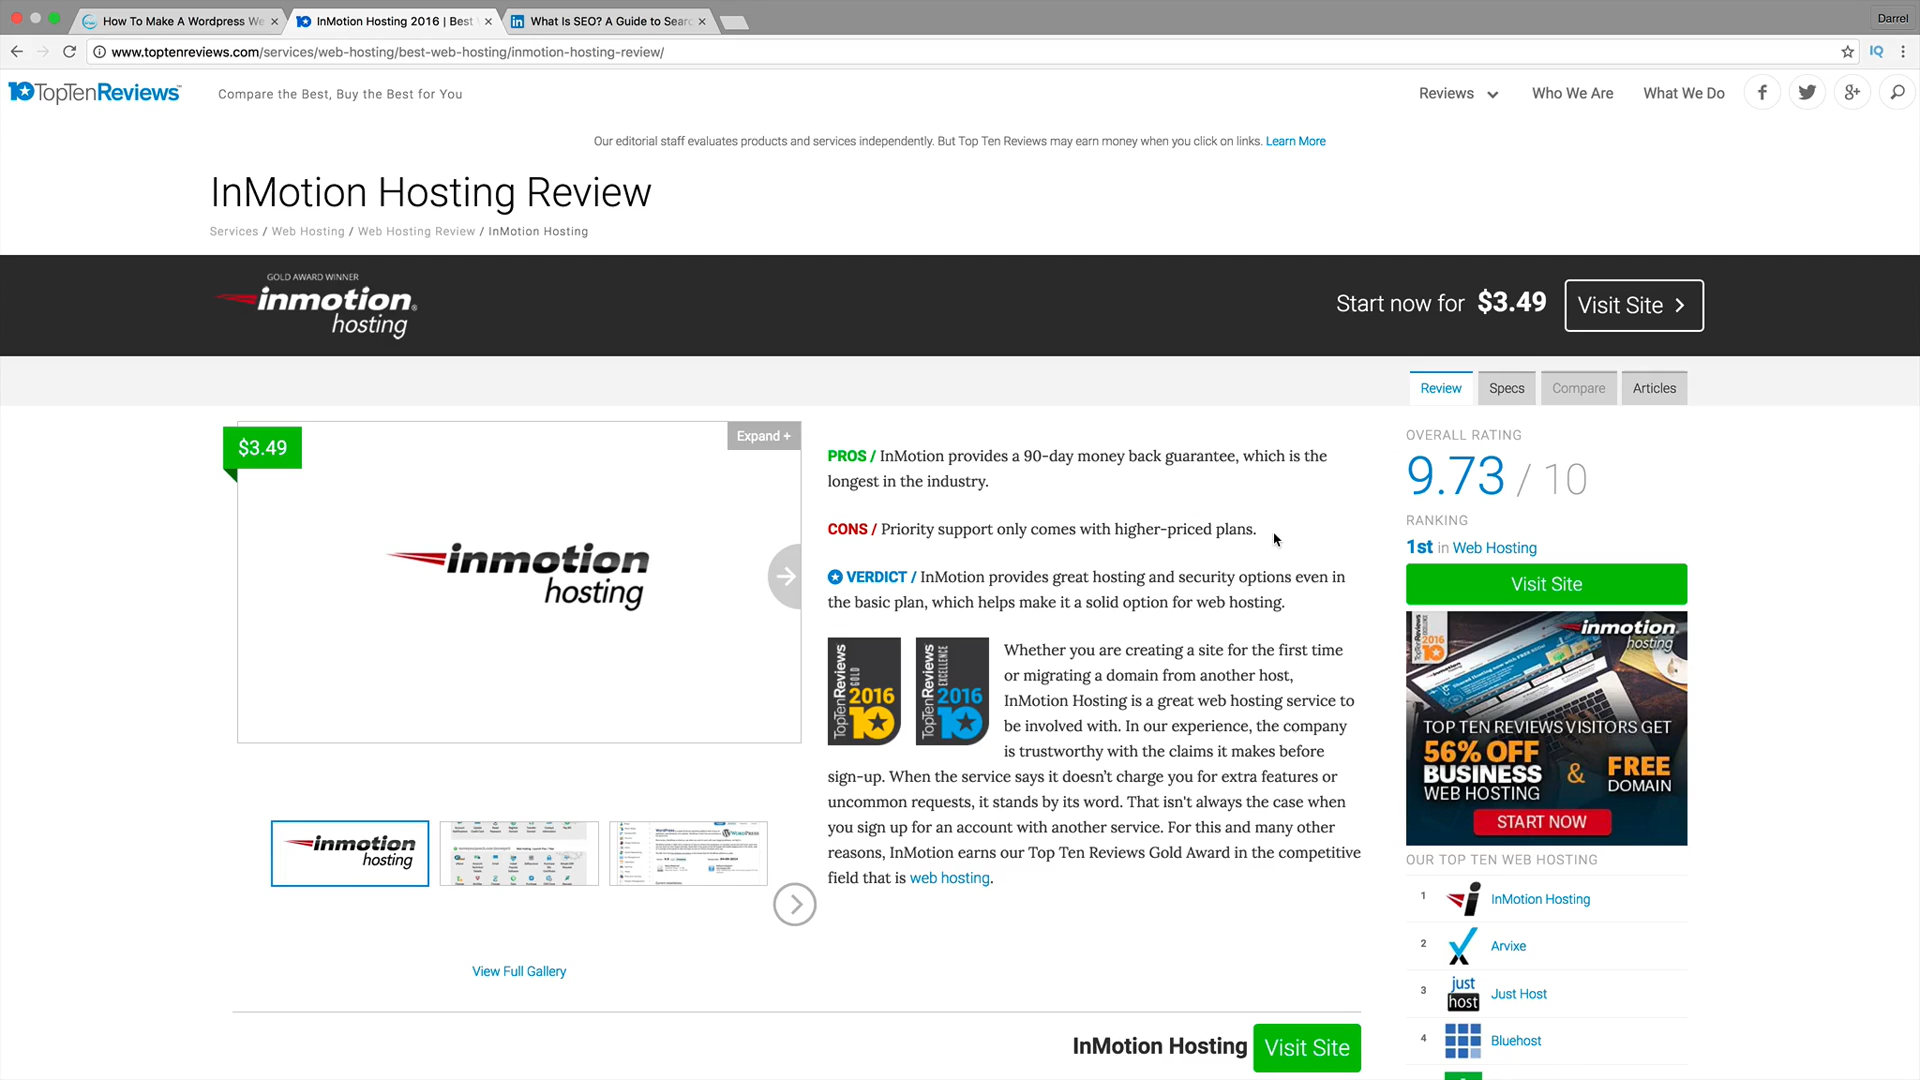 How To Make A Wordpress We
InMotion Hosting 2016 | Best
What Is SEO? A Guide to Sear
Darrel
www.toptenreviews.com/services/web-hosting/best-web-hosting/inmotion-hosting-review/
IQ
10TopTenReviews
Compare the Best, Buy the Best for You
Reviews
Who We Are
What We Do
Our editorial staff evaluates products and services independently. But Top Ten Reviews may earn money when you click on links. Learn More
InMotion Hosting Review
Services / Web Hosting / Web Hosting Review / InMotion Hosting
GOLD AWARD WINNER
inmotion
hosting
Start now for $3.49
Visit Site
Review
Specs
Compare
Articles
$3.49
Expand +
inmotion
hosting
View Full Gallery
PROS / InMotion provides a 90-day money back guarantee, which is the
longest in the industry.
CONS / Priority support only comes with higher-priced plans.
VERDICT / InMotion provides great hosting and security options even in
the basic plan, which helps make it a solid option for web hosting.
TopTenReviews GOLD 2016 10
TopTenReviews EXCELLENCE 2016 10
Whether you are creating a site for the first time
or migrating a domain from another host,
InMotion Hosting is a great web hosting service to
be involved with. In our experience, the company
is trustworthy with the claims it makes before
sign-up. When the service says it doesn't charge you for extra features or
uncommon requests, it stands by its word. That isn't always the case when
you sign up for an account with another service. For this and many other
reasons, InMotion earns our Top Ten Reviews Gold Award in the competitive
field that is web hosting.
inmotion
hosting
WORDPRESS
OVERALL RATING
9.73 / 10
RANKING
1st in Web Hosting
Visit Site
TopTenReviews 2016 10
inmotion
hosting
TOP TEN REVIEWS VISITORS GET
56% OFF
BUSINESS
WEB HOSTING
&
FREE
DOMAIN
START NOW
OUR TOP TEN WEB HOSTING
1 InMotion Hosting
2 Arvixe
3 just host Just Host
4 Bluehost
InMotion Hosting
Visit Site